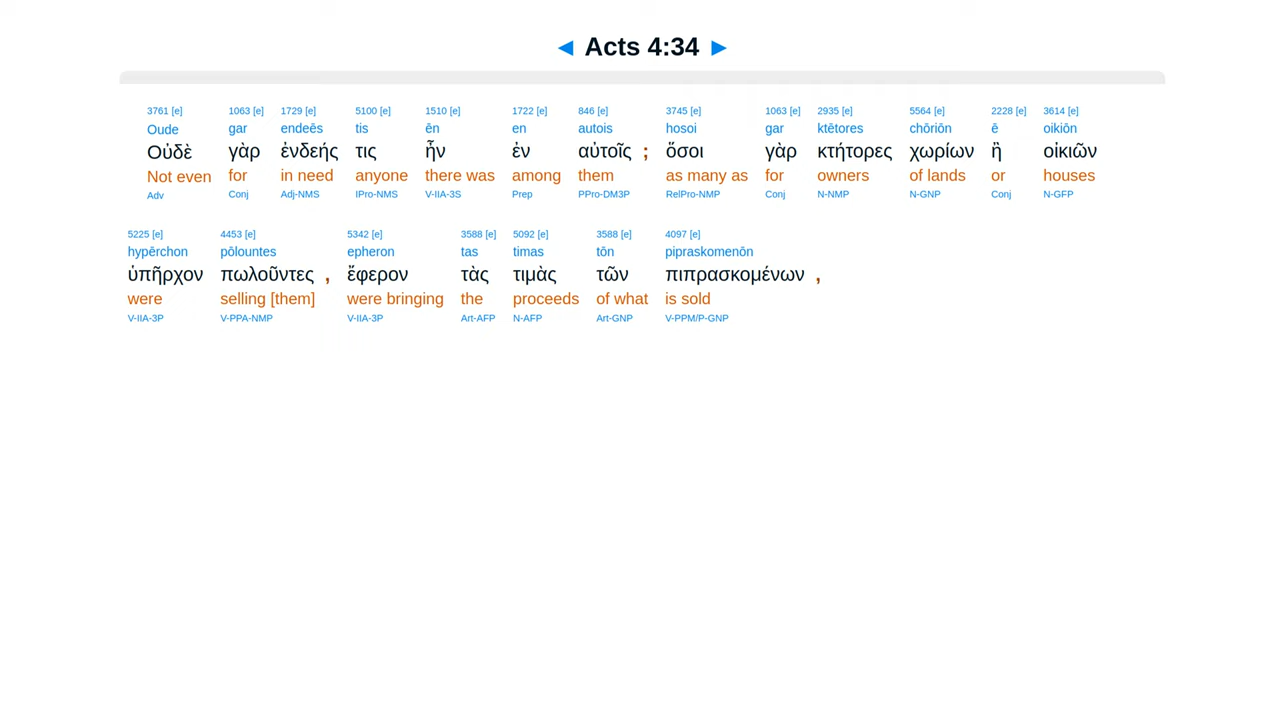 ◄ Acts 4:34 ►
3761 [e] 1063 [e] 1729 [e] 5100 [e] 1510 [e] 1722 [e] 846 [e] 3745 [e] 1063 [e] 2935 [e] 5564 [e] 2228 [e] 3614 [e]
Oude gar endeēs tis ēn en autois hosoi gar ktētores chōriōn ē oikiōn
Οὐδὲ γὰρ ἐνδεής τις ἦν ἐν αὐτοῖς ; ὅσοι γὰρ κτήτορες χωρίων ἢ οἰκιῶν
Not even for in need anyone there was among them as many as for owners of lands or houses
Adv Conj Adj-NMS IPro-NMS V-IIA-3S Prep PPro-DM3P RelPro-NMP Conj N-NMP N-GNP Conj N-GFP
5225 [e] 4453 [e] 5342 [e] 3588 [e] 5092 [e] 3588 [e] 4097 [e]
hypērchon pōlountes epheron tas timas tōn pipraskomenōn
ὑπῆρχον πωλοῦντες , ἔφερον τὰς τιμὰς τῶν πιπρασκομένων ,
were selling [them] were bringing the proceeds of what is sold
V-IIA-3P V-PPA-NMP V-IIA-3P Art-AFP N-AFP Art-GNP V-PPM/P-GNP